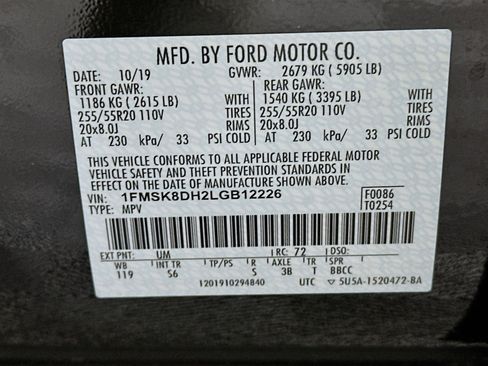 MFD. BY FORD MOTOR CO.
DATE: 10/19 GVWR: 2679 KG ( 5905 LB)
FRONT GAWR: REAR GAWR:
1186 KG ( 2615 LB) WITH 1540 KG ( 3395 LB) WITH
255/55R20 110V TIRES 255/55R20 110V TIRES
20x8.0J RIMS 20x8.0J RIMS
AT 230 kPa/ 33 PSI COLD AT 230 kPa/ 33 PSI COLD
THIS VEHICLE CONFORMS TO ALL APPLICABLE FEDERAL MOTOR
VEHICLE SAFETY AND THEFT PREVENTION STANDARDS IN
EFFECT ON THE DATE OF MANUFACTURE SHOWN ABOVE.
VIN: 1FMSK8DH2LGB12226 F0086
TYPE: MPV T0254
EXT PNT: UM RC: 72 DSO:
WB INT TR TP/PS R AXLE TR SPR
119 S6 S 3B T BBCC
1201910294840 UTC ▽ 5U5A-1520472-BA